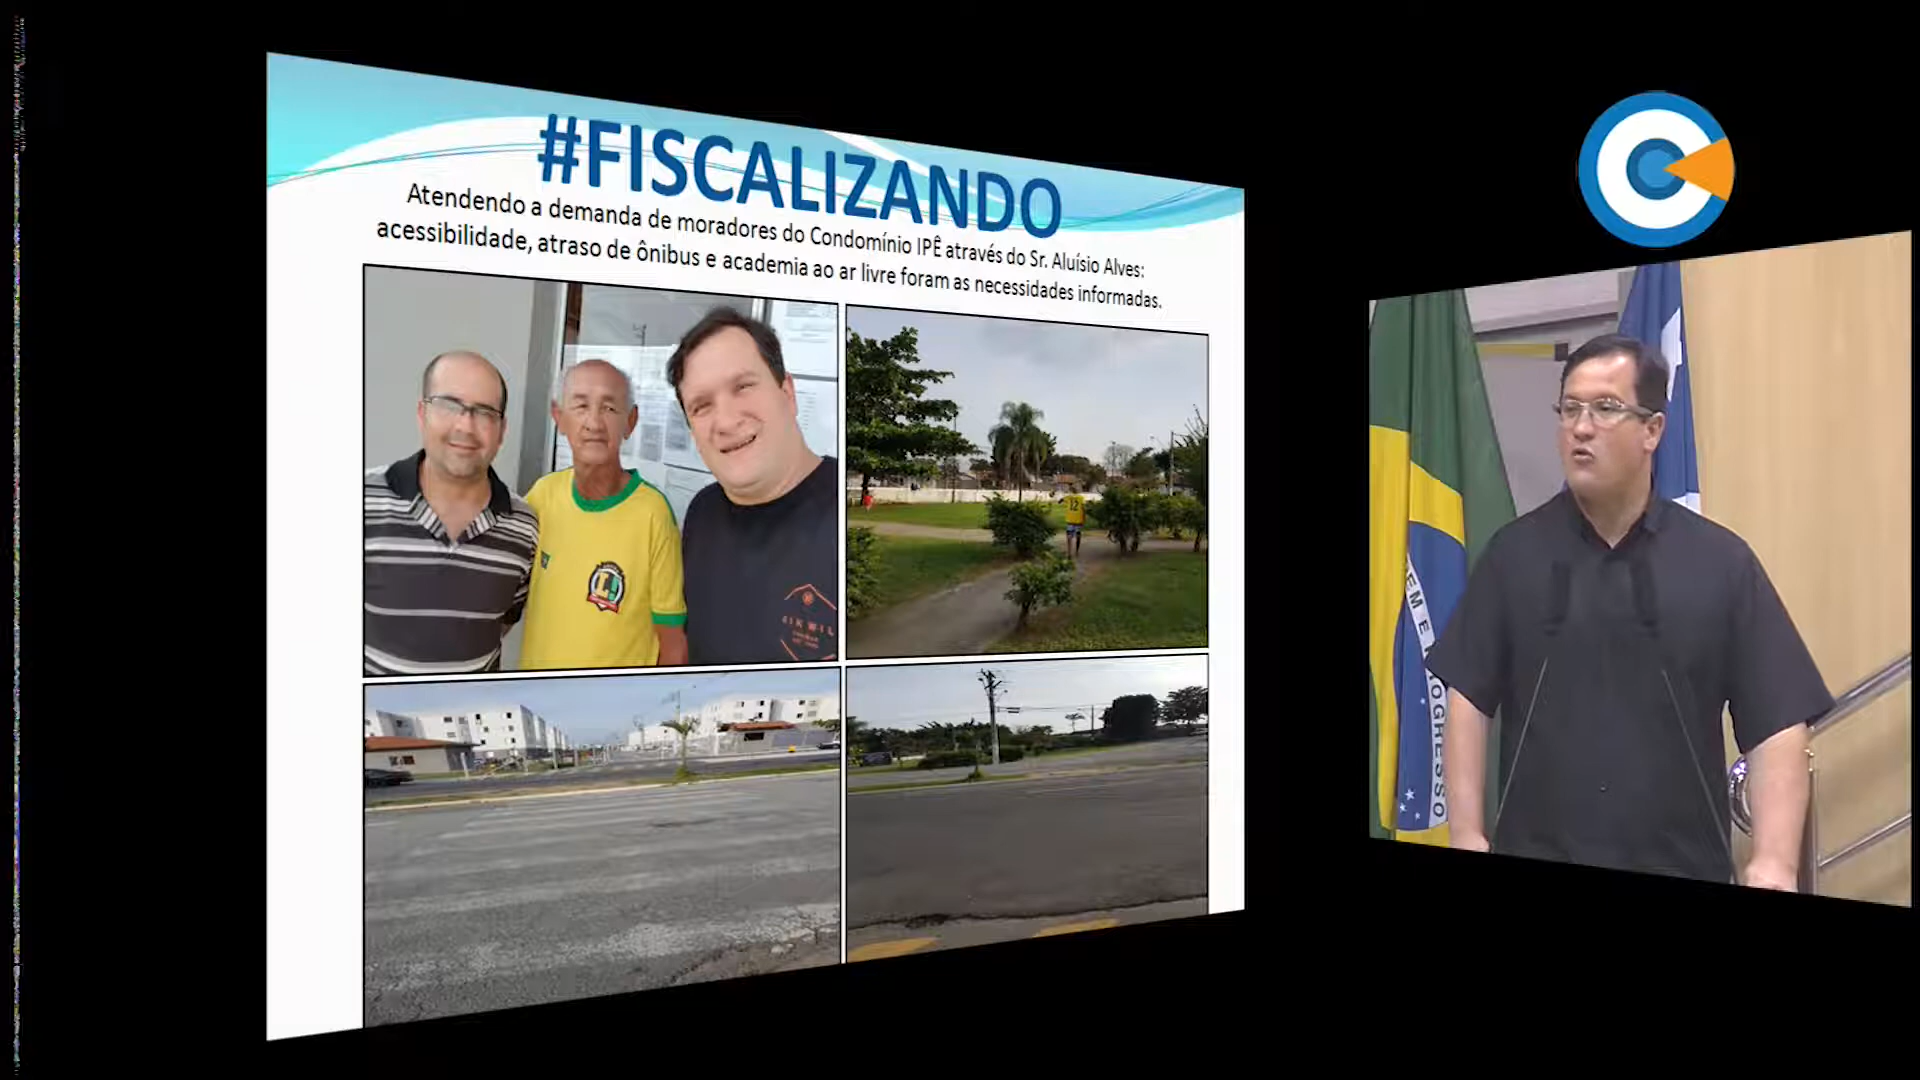 #FISCALIZANDO
Atendendo a demanda de moradores do Condomínio IPÊ através do Sr. Aluísio Alves:
acessibilidade, atraso de ônibus e academia ao ar livre foram as necessidades informadas.
12